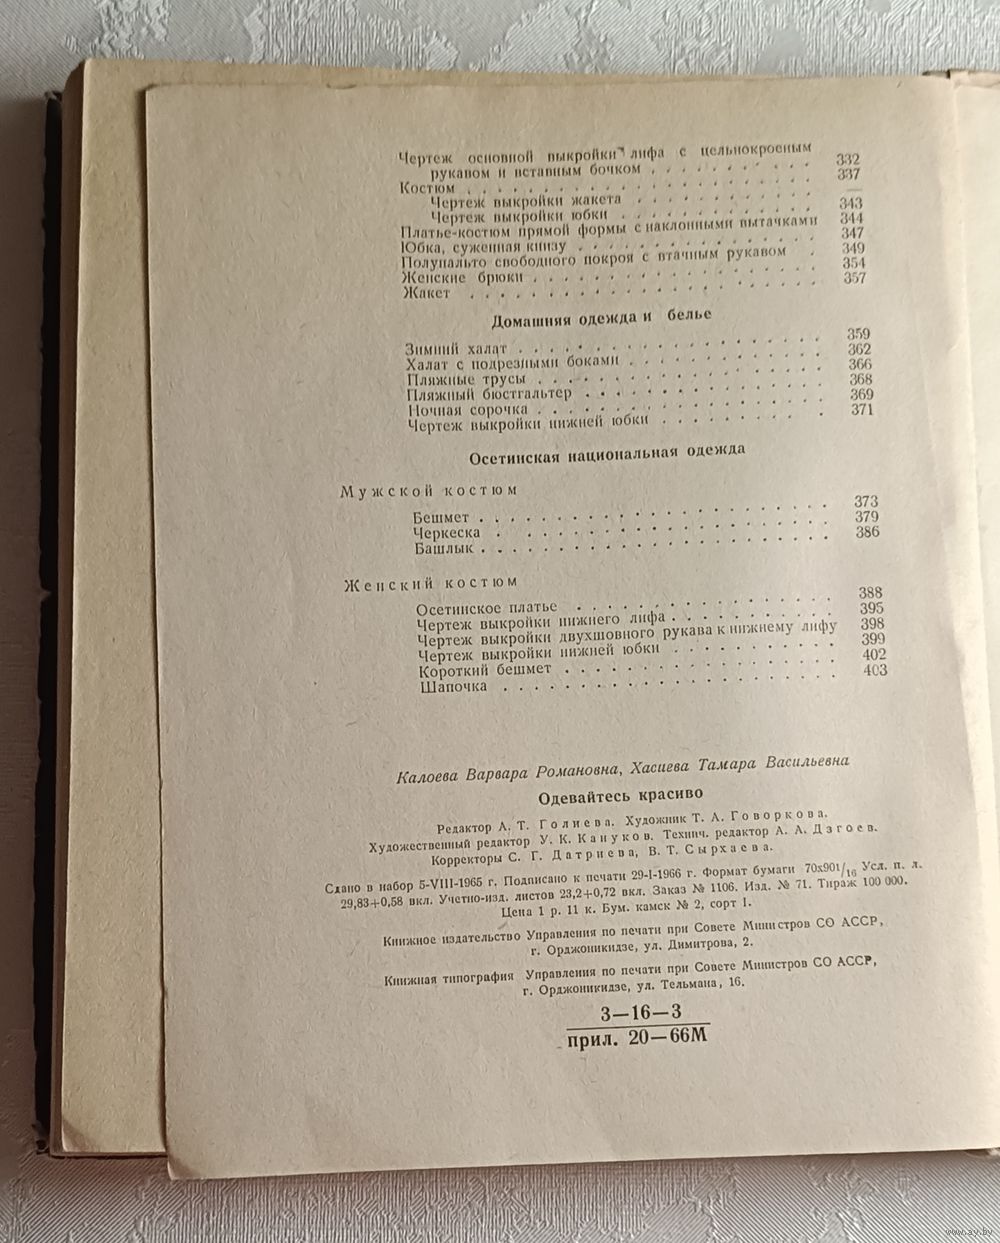 Чертеж основной выкройки лифа с цельнокроеным
рукавом и вставным бочком . . . . . . . . 332
Костюм . . . . . . . . . . . . . . . . 337
Чертеж выкройки жакета . . . . . . . . . —
Чертеж выкройки юбки . . . . . . . . . . 343
Платье-костюм прямой формы с наклонными вытачками 344
Юбка, суженная книзу . . . . . . . . . . . 347
Полупальто свободного покроя с втачным рукавом . 349
Женские брюки . . . . . . . . . . . . . 354
Жакет . . . . . . . . . . . . . . . . 357
Домашняя одежда и белье
Зимний халат . . . . . . . . . . . . . . 359
Халат с подрезными боками . . . . . . . . . 362
Пляжные трусы . . . . . . . . . . . . . 366
Пляжный бюстгальтер . . . . . . . . . . . 368
Ночная сорочка . . . . . . . . . . . . . 369
Чертеж выкройки нижней юбки . . . . . . . . 371
Осетинская национальная одежда
Мужской костюм
Бешмет . . . . . . . . . . . . . . . . 373
Черкеска . . . . . . . . . . . . . . . 379
Башлык . . . . . . . . . . . . . . . . 386
Женский костюм
Осетинское платье . . . . . . . . . . . . 388
Чертеж выкройки нижнего лифа . . . . . . . . 395
Чертеж выкройки двухшовного рукава к нижнему лифу 398
Чертеж выкройки нижней юбки . . . . . . . . 399
Короткий бешмет . . . . . . . . . . . . . 402
Шапочка . . . . . . . . . . . . . . . 403
Калоева Варвара Романовна, Хасиева Тамара Васильевна
Одевайтесь красиво
Редактор А. Т. Голиева. Художник Т. А. Говоркова.
Художественный редактор У. К. Кануков. Технич. редактор А. А. Дзгоев.
Корректоры С. Г. Датриева, В. Т. Сырхаева.
Сдано в набор 5-VIII-1965 г. Подписано к печати 29-I-1966 г. Формат бумаги 70х90 1/16 Усл. п. л.
29,83+0,58 вкл. Учетно-изд. листов 23,2+0,72 вкл. Заказ № 1106. Изд. № 71. Тираж 100 000.
Цена 1 р. 11 к. Бум. камск № 2, сорт 1.
Книжное издательство Управления по печати при Совете Министров СО АССР,
г. Орджоникидзе, ул. Димитрова, 2.
Книжная типография Управления по печати при Совете Министров СО АССР,
г. Орджоникидзе, ул. Тельмана, 16.
3—16—3
прил. 20—66М
www.ay.by